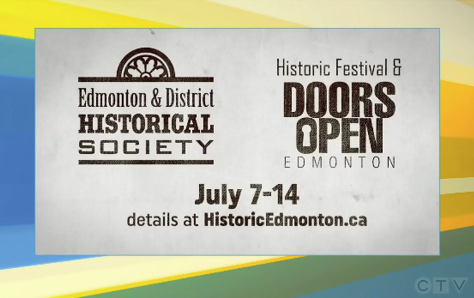 Edmonton & District
HISTORICAL
SOCIETY
Historic Festival &
DOORS
OPEN
EDMONTON
July 7-14
details at HistoricEdmonton.ca
CTV